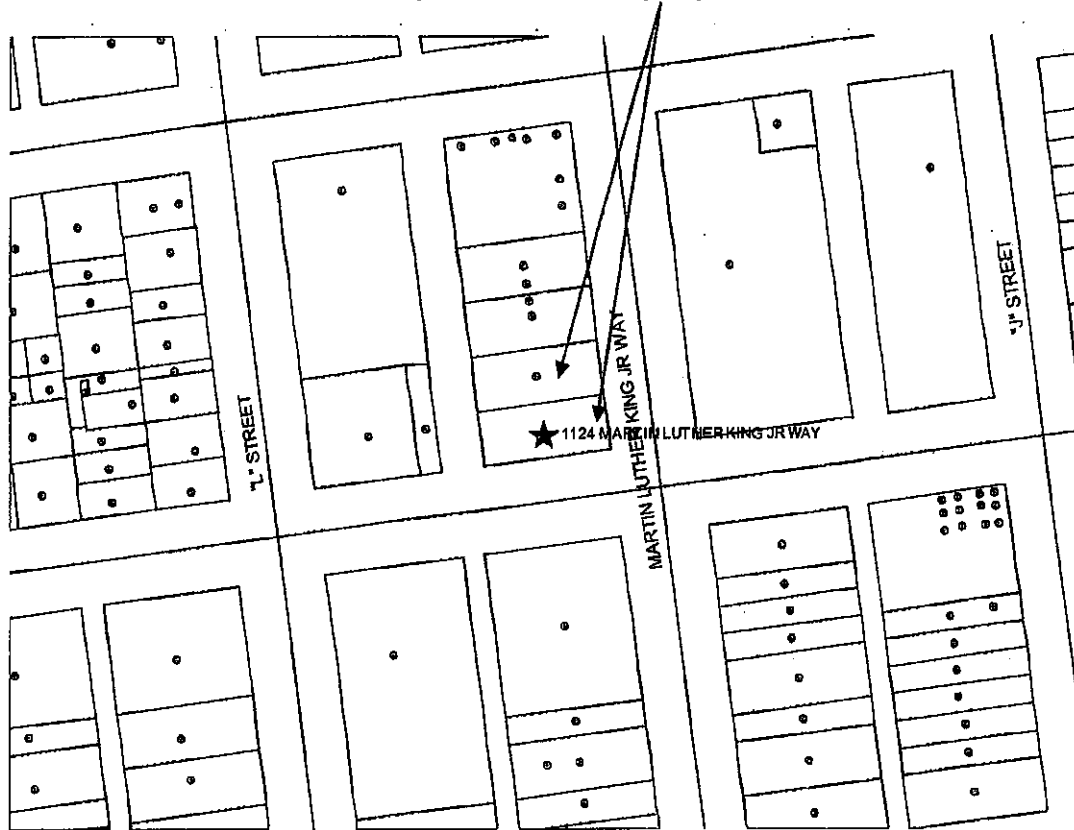 "J" STREET
MARTIN LUTHER KING JR WAY
"L" STREET
1124 MARTIN LUTHER KING JR WAY